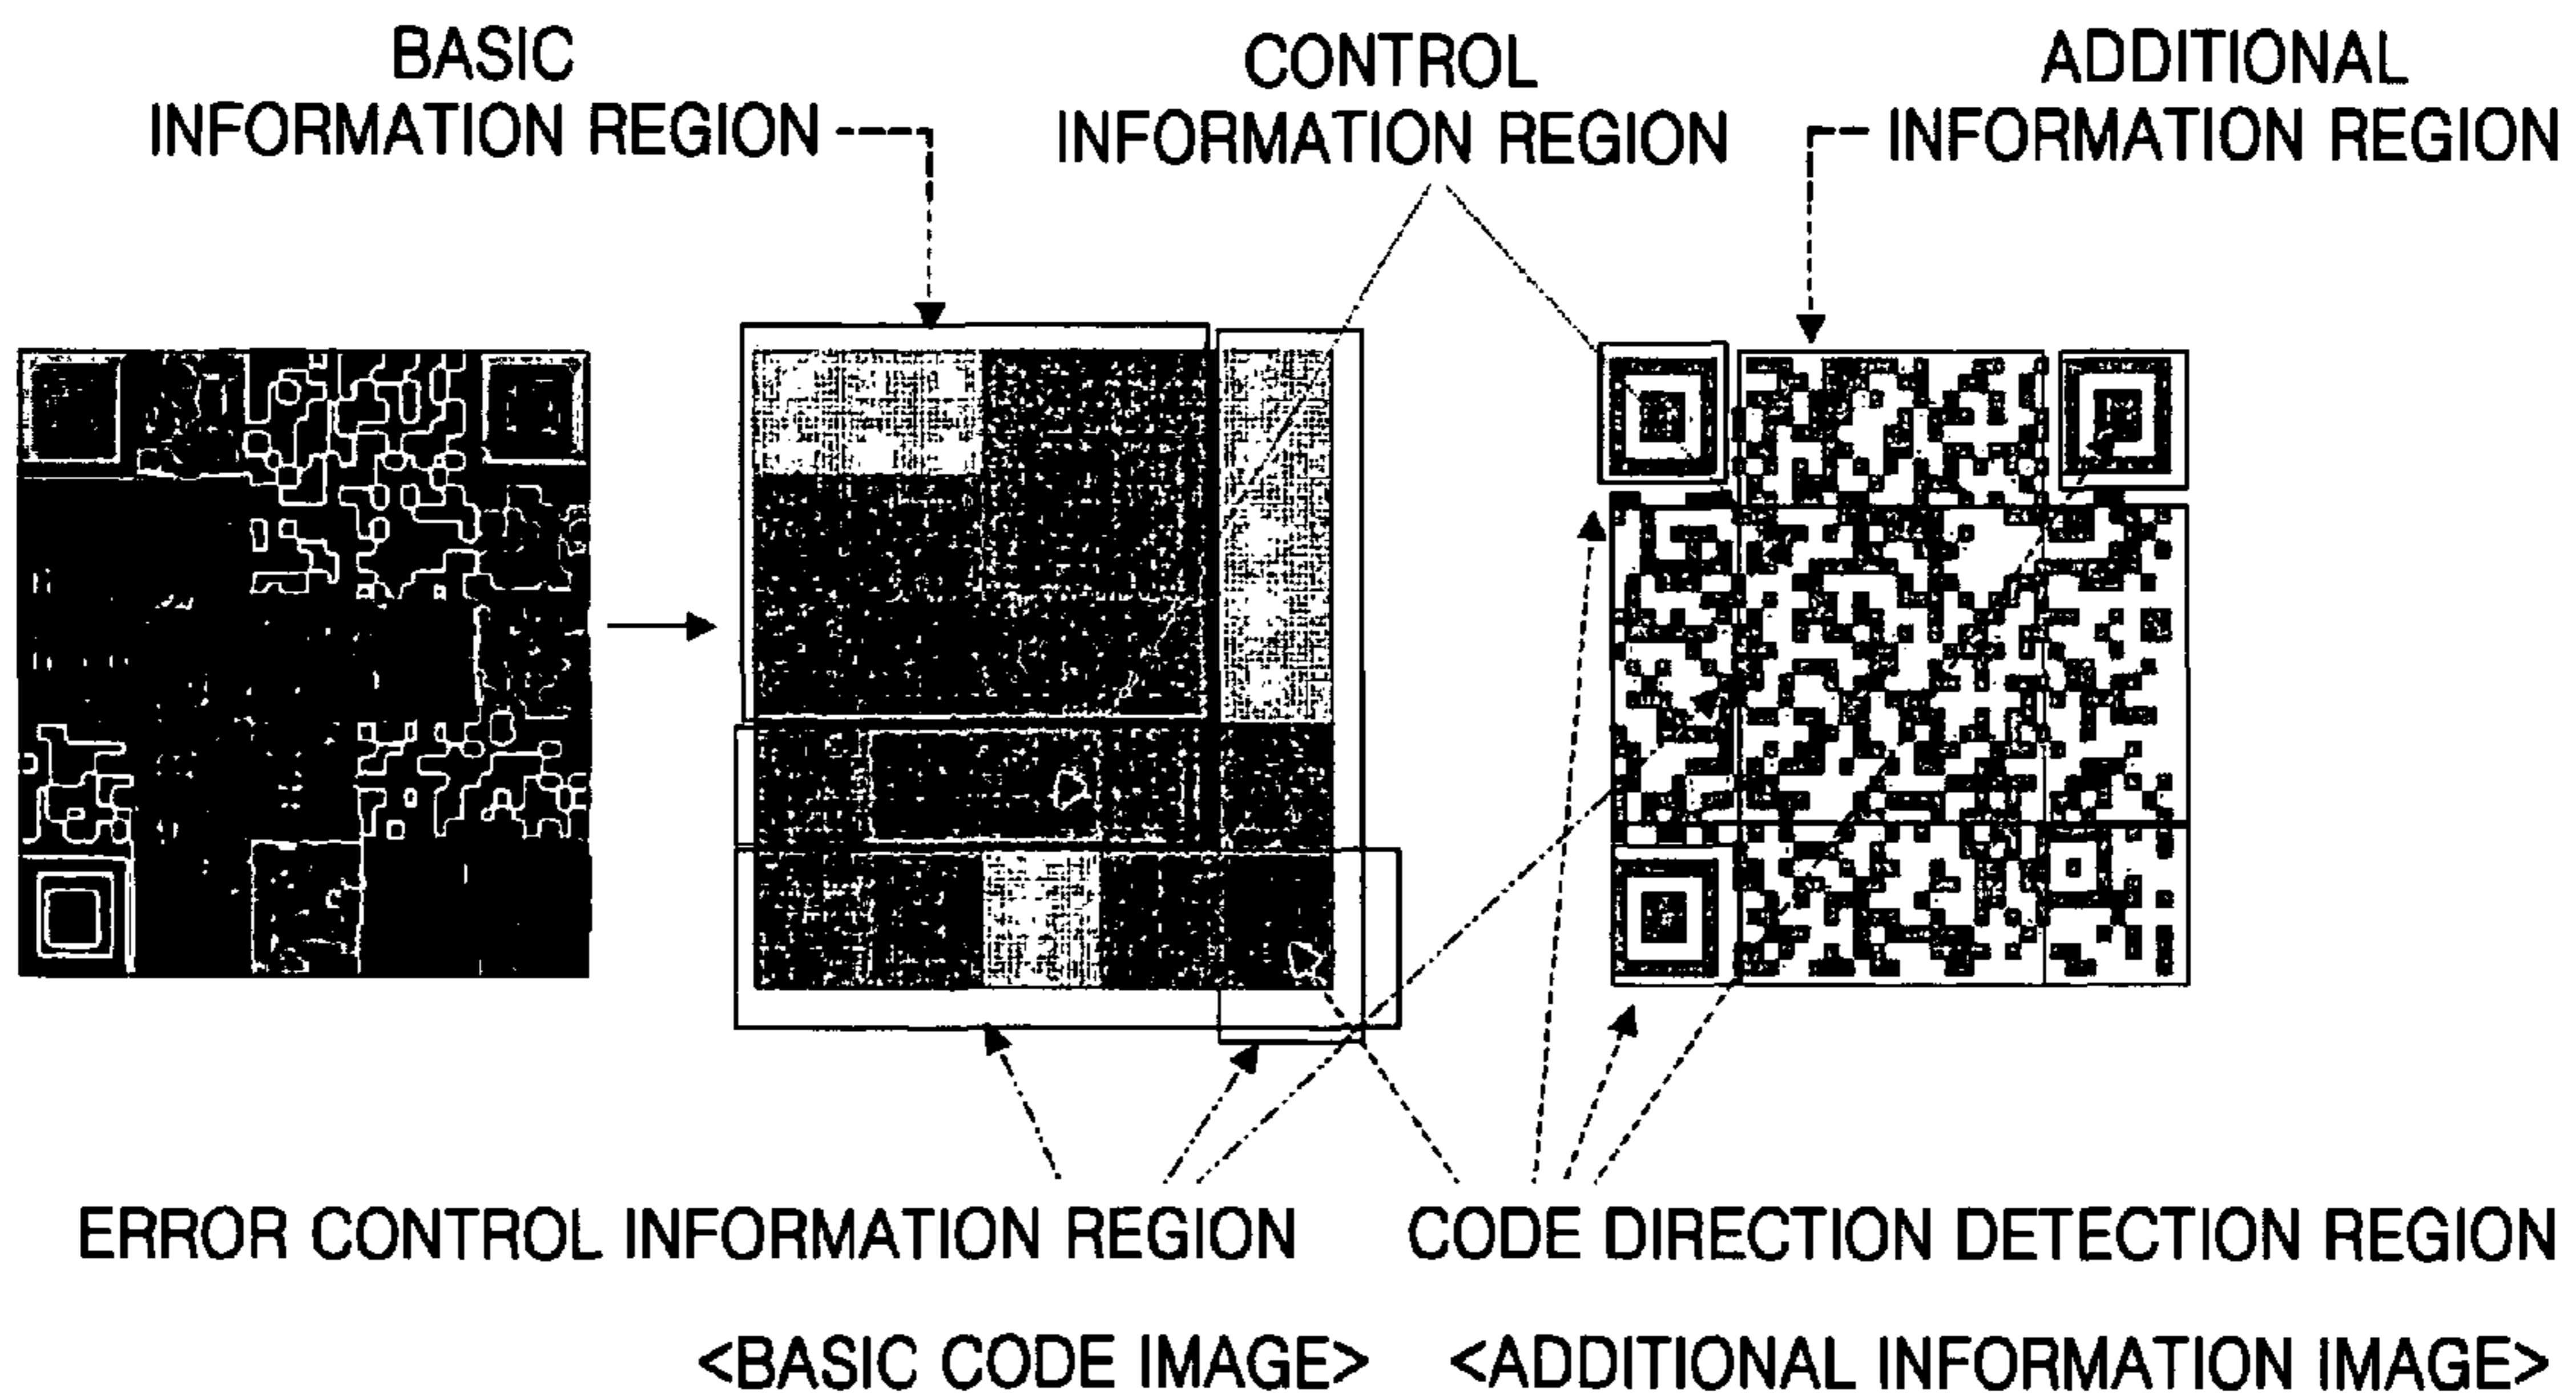 BASIC
INFORMATION REGION
CONTROL
INFORMATION REGION
ADDITIONAL
INFORMATION REGION
ERROR CONTROL INFORMATION REGION
CODE DIRECTION DETECTION REGION
<BASIC CODE IMAGE>
<ADDITIONAL INFORMATION IMAGE>